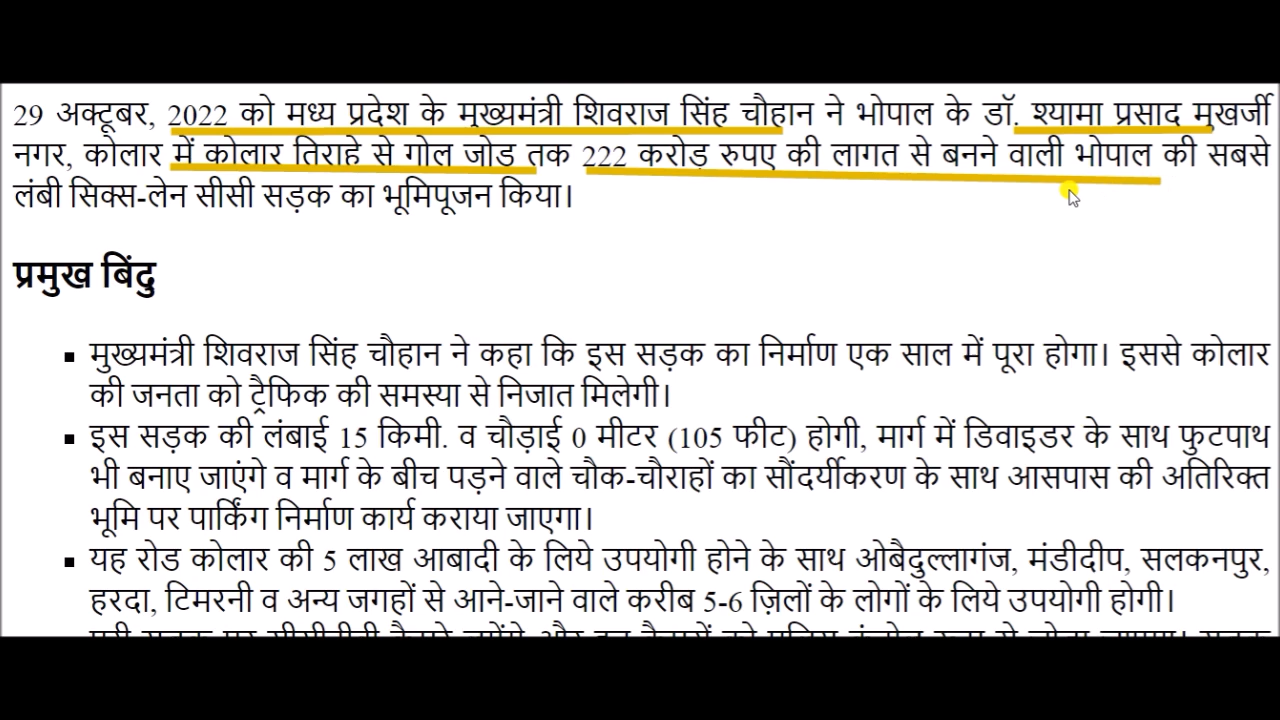 29 अक्टूबर, 2022 को मध्य प्रदेश के मुख्यमंत्री शिवराज सिंह चौहान ने भोपाल के डॉ. श्यामा प्रसाद मुखर्जी
नगर, कोलार में कोलार तिराहे से गोल जोड तक 222 करोड़ रुपए की लागत से बनने वाली भोपाल की सबसे
लंबी सिक्स-लेन सीसी सड़क का भूमिपूजन किया।
प्रमुख बिंदु
▪ मुख्यमंत्री शिवराज सिंह चौहान ने कहा कि इस सड़क का निर्माण एक साल में पूरा होगा। इससे कोलार
की जनता को ट्रैफिक की समस्या से निजात मिलेगी।
▪ इस सड़क की लंबाई 15 किमी. व चौड़ाई 0 मीटर (105 फीट) होगी, मार्ग में डिवाइडर के साथ फुटपाथ
भी बनाए जाएंगे व मार्ग के बीच पड़ने वाले चौक-चौराहों का सौंदर्यीकरण के साथ आसपास की अतिरिक्त
भूमि पर पार्किंग निर्माण कार्य कराया जाएगा।
▪ यह रोड कोलार की 5 लाख आबादी के लिये उपयोगी होने के साथ ओबैदुल्लागंज, मंडीदीप, सलकनपुर,
हरदा, टिमरनी व अन्य जगहों से आने-जाने वाले करीब 5-6 ज़िलों के लोगों के लिये उपयोगी होगी।